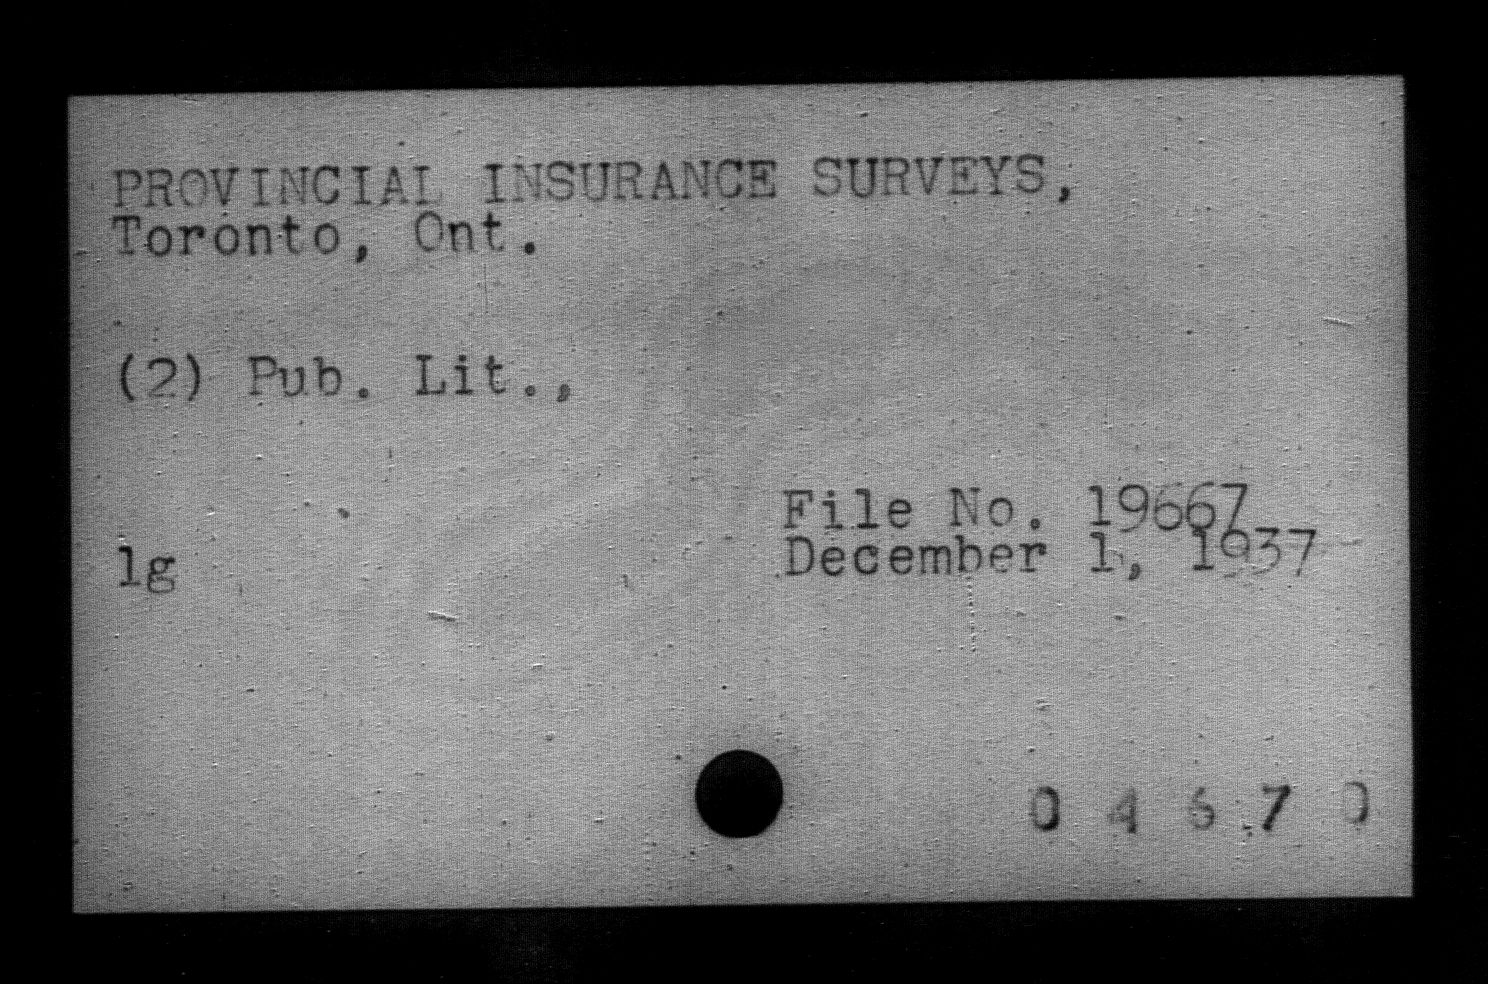 PROVINCIAL INSURANCE SURVEYS,
Toronto, Ont.
(2) Pub. Lit.,
File No. 19667
lg
December 1, 1937
0 4 6 7 0